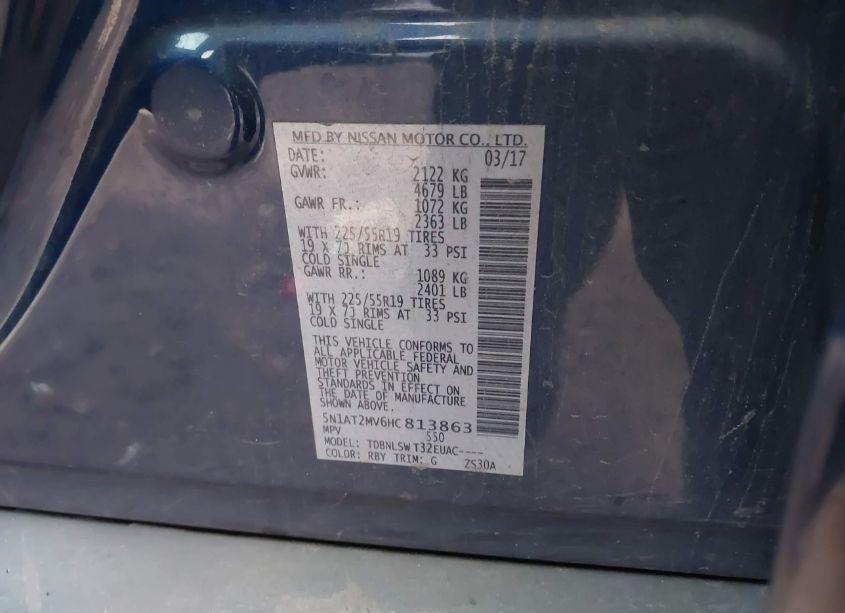 MFD BY NISSAN MOTOR CO., LTD.
DATE: 03/17
GVWR: 2122 KG
4679 LB
GAWR FR.: 1072 KG
2363 LB
WITH 225/55R19 TIRES
19 X 7J RIMS AT 33 PSI
COLD SINGLE
GAWR RR.: 1089 KG
2401 LB
WITH 225/55R19 TIRES
19 X 7J RIMS AT 33 PSI
COLD SINGLE
THIS VEHICLE CONFORMS TO
ALL APPLICABLE FEDERAL
MOTOR VEHICLE SAFETY AND
THEFT PREVENTION
STANDARDS IN EFFECT ON
THE DATE OF MANUFACTURE
SHOWN ABOVE.
5N1AT2MV6HC813863
MPV S50
MODEL: TDBNLSW T32EUAC----
COLOR: RBY TRIM: G ZS30A